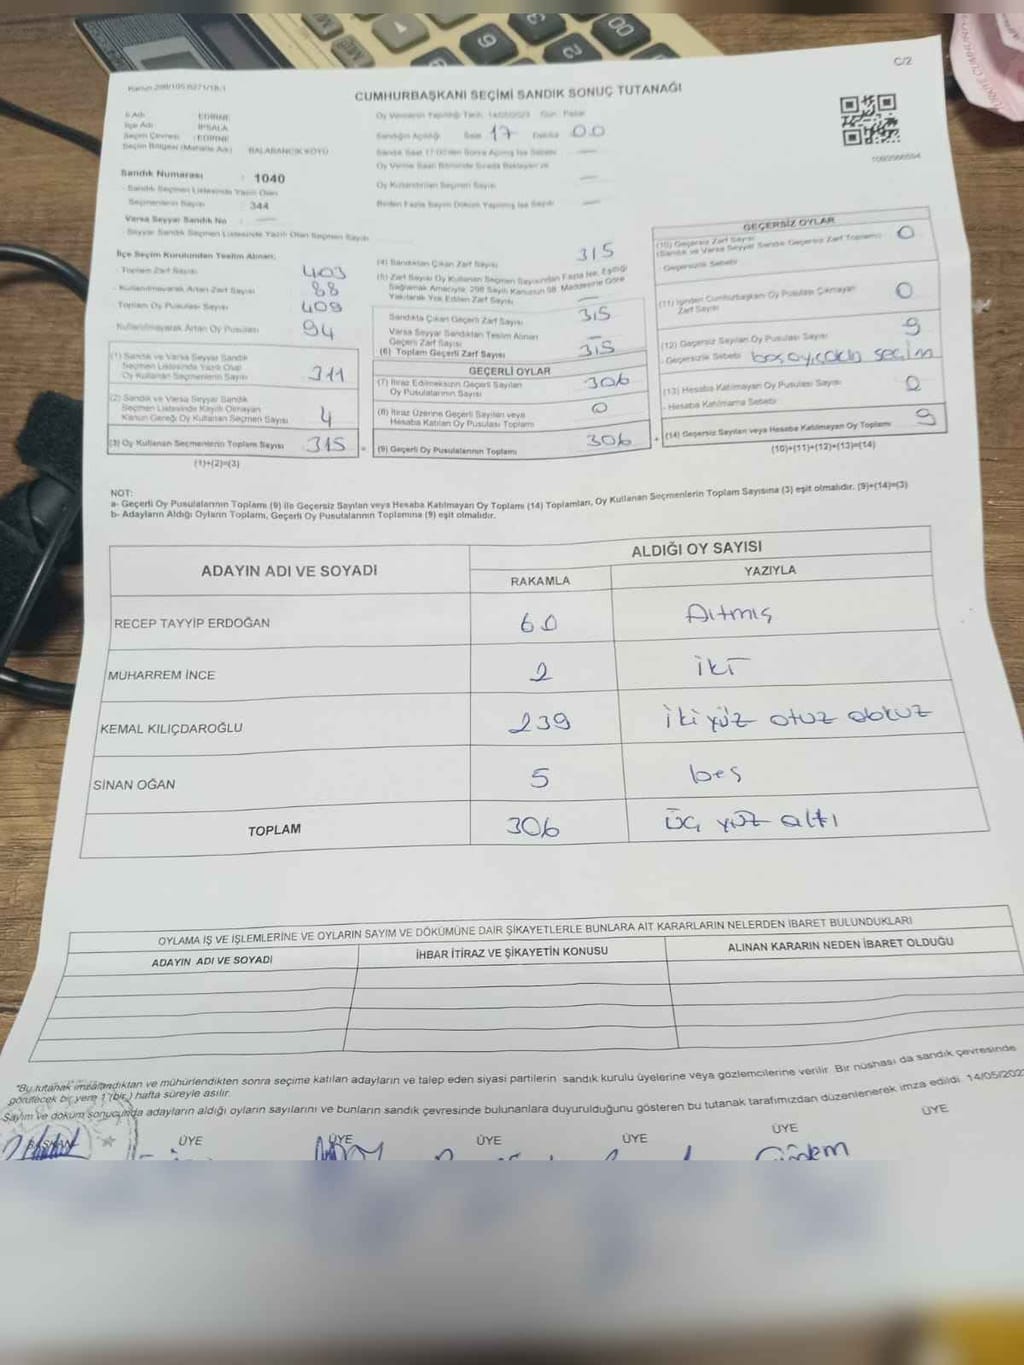 C/2
CUMHURBAŞKANI SEÇİMİ SANDIK SONUÇ TUTANAĞI
İl Adı : EDİRNE
İlçe Adı : İPSALA
Seçim Çevresi : EDİRNE
Seçim Bölgesi (Mahalle Adı) : BALABANCIK KÖYÜ
Sandık Numarası : 1040
Sandık Seçmen Listesinde Yazılı Olan
Seçmenlerin Sayısı : 344
Varsa Seyyar Sandık No :
Seyyar Sandık Seçmen Listesinde Yazılı Olan Seçmen Sayısı
Oy Vermenin Yapıldığı Tarih: 14/05/2023 Gün: Pazar
Sandığın Açıldığı Saat 17 Dakika 00
Oy Kullandırılan Seçmen Sayısı
Birden Fazla Sayım Döküm Yapılmış İse Sayısı
İlçe Seçim Kurulundan Teslim Alınan;
Toplam Zarf Sayısı 403
Kullanılmayarak Artan Zarf Sayısı 88
Toplam Oy Pusulası Sayısı 409
Kullanılmayarak Artan Oy Pusulası 94
(1) Sandık ve Varsa Seyyar Sandık
Seçmen Listesinde Yazılı Olup
Oy Kullanan Seçmenlerin Sayısı 311
(2) Sandık ve Varsa Seyyar Sandık
Seçmen Listesinde Kayıtlı Olmayan
Kanun Gereği Oy Kullanan Seçmen Sayısı 4
(3) Oy Kullanan Seçmenlerin Toplam Sayısı 315
(1)+(2)=(3)
(4) Sandıktan Çıkan Zarf Sayısı 315
(5) Zarf Sayısı Oy Kullanan Seçmen Sayısından Fazla İse, Eşitliği
Sağlamak Amacıyla, 298 Sayılı Kanunun 98. Maddesine Göre
Yakılarak Yok Edilen Zarf Sayısı
Sandıkta Çıkan Geçerli Zarf Sayısı 315
Varsa Seyyar Sandıktan Teslim Alınan
Geçerli Zarf Sayısı
(6) Toplam Geçerli Zarf Sayısı 315
GEÇERLİ OYLAR
(7) İtiraz Edilmeksizin Geçerli Sayılan
Oy Pusulalarının Sayısı 306
(8) İtiraz Üzerine Geçerli Sayılan veya
Hesaba Katılan Oy Pusulası Toplamı 0
(9) Geçerli Oy Pusulalarının Toplamı 306
GEÇERSİZ OYLAR
(10) Geçersiz Zarf Sayısı
(Sandık ve Varsa Seyyar Sandık Geçersiz Zarf Toplamı) 0
Geçersizlik Sebebi
(11) İçinden Cumhurbaşkanı Oy Pusulası Çıkmayan
Zarf Sayısı 0
(12) Geçersiz Sayılan Oy Pusulası Sayısı 9
Geçersizlik Sebebi
(13) Hesaba Katılmayan Oy Pusulası Sayısı 0
Hesaba Katılmama Sebebi
(14) Geçersiz Sayılan veya Hesaba Katılmayan Oy Toplamı 9
(10)+(11)+(12)+(13)=(14)
NOT:
a- Geçerli Oy Pusulalarının Toplamı (9) ile Geçersiz Sayılan veya Hesaba Katılmayan Oy Toplamı (14) Toplamları, Oy Kullanan Seçmenlerin Toplam Sayısına (3) eşit olmalıdır. (9)+(14)=(3)
b- Adayların Aldığı Oyların Toplamı, Geçerli Oy Pusulalarının Toplamına (9) eşit olmalıdır.
ADAYIN ADI VE SOYADI
ALDIĞI OY SAYISI
RAKAMLA YAZIYLA
RECEP TAYYİP ERDOĞAN 60 Altmış
MUHARREM İNCE 2 iki
KEMAL KILIÇDAROĞLU 239 iki yüz otuz dokuz
SİNAN OĞAN 5 beş
TOPLAM 306 üç yüz altı
OYLAMA İŞ VE İŞLEMLERİNE VE OYLARIN SAYIM VE DÖKÜMÜNE DAİR ŞİKAYETLERLE BUNLARA AİT KARARLARIN NELERDEN İBARET BULUNDUKLARI
ADAYIN ADI VE SOYADI İHBAR İTİRAZ VE ŞİKAYETİN KONUSU ALINAN KARARIN NEDEN İBARET OLDUĞU
"Bu tutanak imzalandıktan ve mühürlendikten sonra seçime katılan adayların ve talep eden siyasi partilerin sandık kurulu üyelerine veya gözlemcilerine verilir. Bir nüshası da sandık çevresinde
görülecek bir yere 1 (bir) hafta süreyle asılır.
Sayım ve döküm sonucunda adayların aldığı oyların sayılarını ve bunların sandık çevresinde bulunanlara duyurulduğunu gösteren bu tutanak tarafımızdan düzenlenerek imza edildi. 14/05/202
BAŞKAN ÜYE ÜYE ÜYE ÜYE ÜYE ÜYE